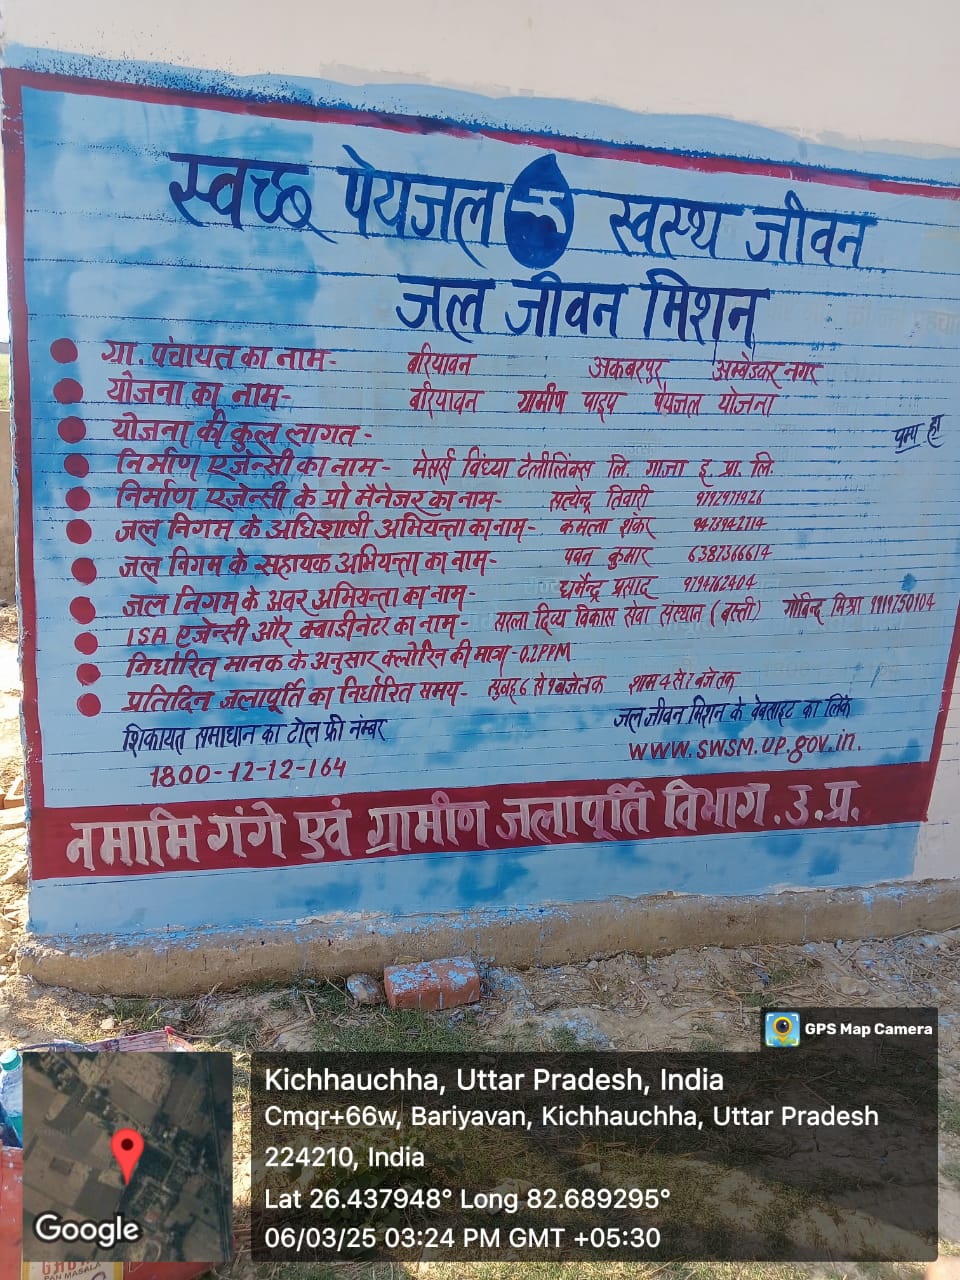 स्वच्छ पेयजल स्वस्थ जीवन
जल जीवन मिशन
ग्रा. पंचायत का नाम- बरियावन अकबरपुर अम्बेडकर नगर
योजना का नाम- बरियावन ग्रामीण पाइप पेयजल योजना
योजना की कुल लागत-
पम्प हा
निर्माण एजेन्सी का नाम- मेसर्स विंध्या टेलीलिंक्स लि. गाजा इ. प्रा. लि.
निर्माण एजेन्सी के प्रो मैनेजर का नाम- सत्येन्द्र तिवारी
जल निगम के अधिशाषी अभियन्ता का नाम- कमला शंकर
जल निगम के सहायक अभियन्ता का नाम- पवन कुमार 6387366614
जल निगम के अवर अभियन्ता का नाम- धर्मेन्द्र प्रसाद 9794762404
ISA एजेन्सी और क्वाडीनेटर का नाम- सरला दिव्य विकास सेवा संस्थान (बस्ती) गोविन्द मिश्रा
निर्धारित मानक के अनुसार क्लोरिन की मात्रा-0.2PPM
प्रतिदिन जलापूर्ति का निर्धारित समय- सुबह 6 से 9 बजे तक शाम 4 से 7 बजे तक
शिकायत समाधान का टोल फ्री नंम्बर
1800-12-12-164
जल जीवन मिशन के वेबसाइट का लिंक
www.swsm.up.gov.in.
नमामि गंगे एवं ग्रामीण जलापूर्ति विभाग. उ.प्र.
GPS Map Camera
Kichhauchha, Uttar Pradesh, India
Cmqr+66w, Bariyavan, Kichhauchha, Uttar Pradesh
224210, India
Lat 26.437948° Long 82.689295°
06/03/25 03:24 PM GMT +05:30
Google
PAN MASALA